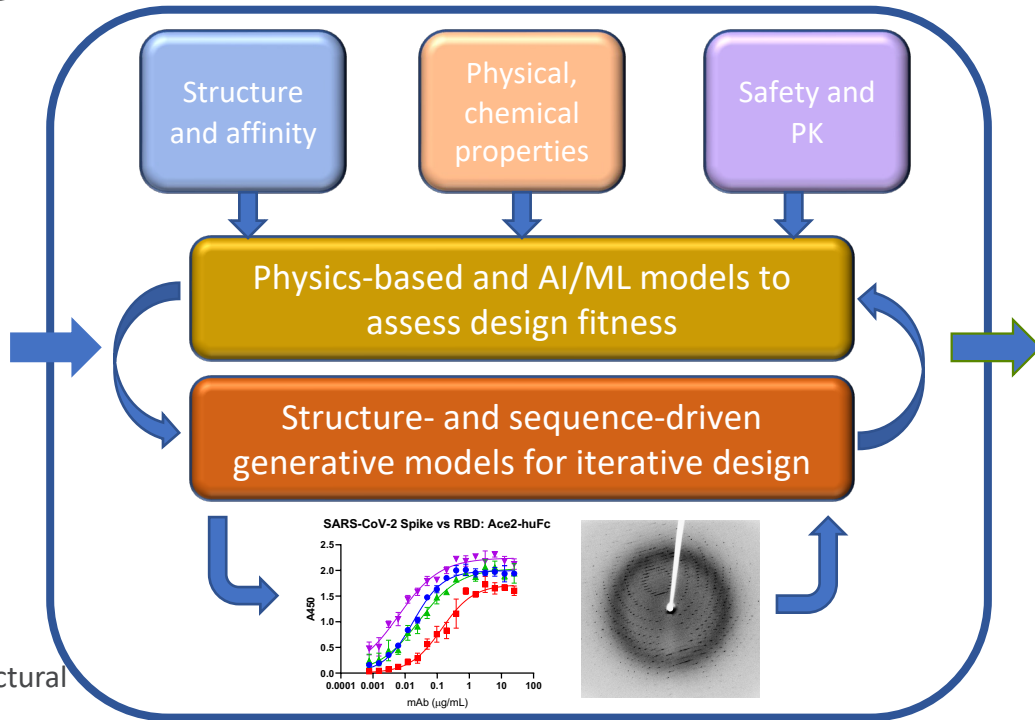 Structure
and affinity
Physical,
chemical
properties
Safety and
PK
Physics-based and AI/ML models to
assess design fitness
Structure- and sequence-driven
generative models for iterative design
SARS-CoV-2 Spike vs RBD: Ace2-huFc
2.5
2.0
1.5
1.0
0.5
0.0
A450
0.0001 0.001 0.01 0.1 1 10 100
mAb (µg/mL)